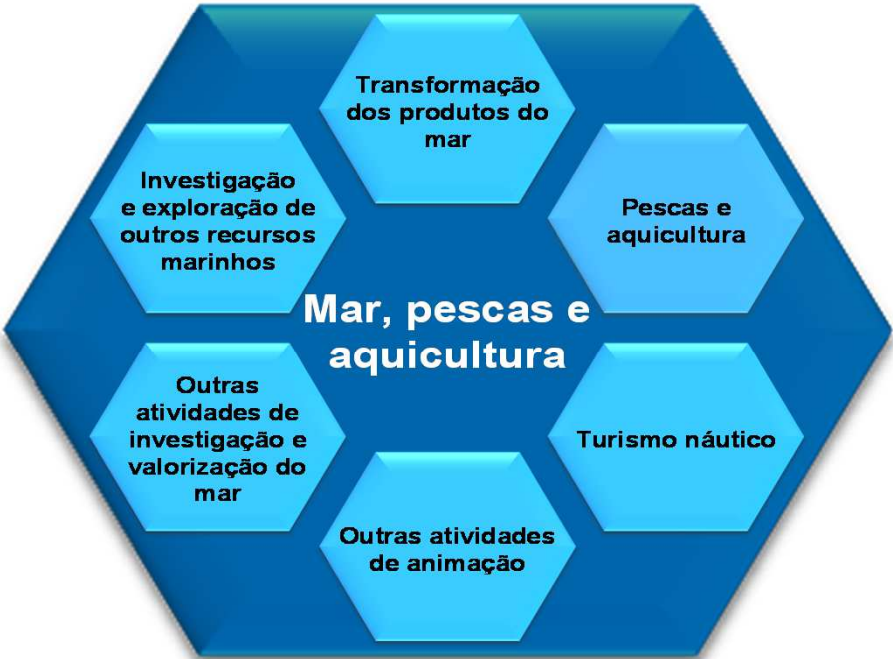 Transformação
dos produtos do
mar
Investigação
e exploração de
outros recursos
marinhos
Pescas e
aquicultura
Mar, pescas e
aquicultura
Outras
atividades de
investigação e
valorização do
mar
Turismo náutico
Outras atividades
de animação